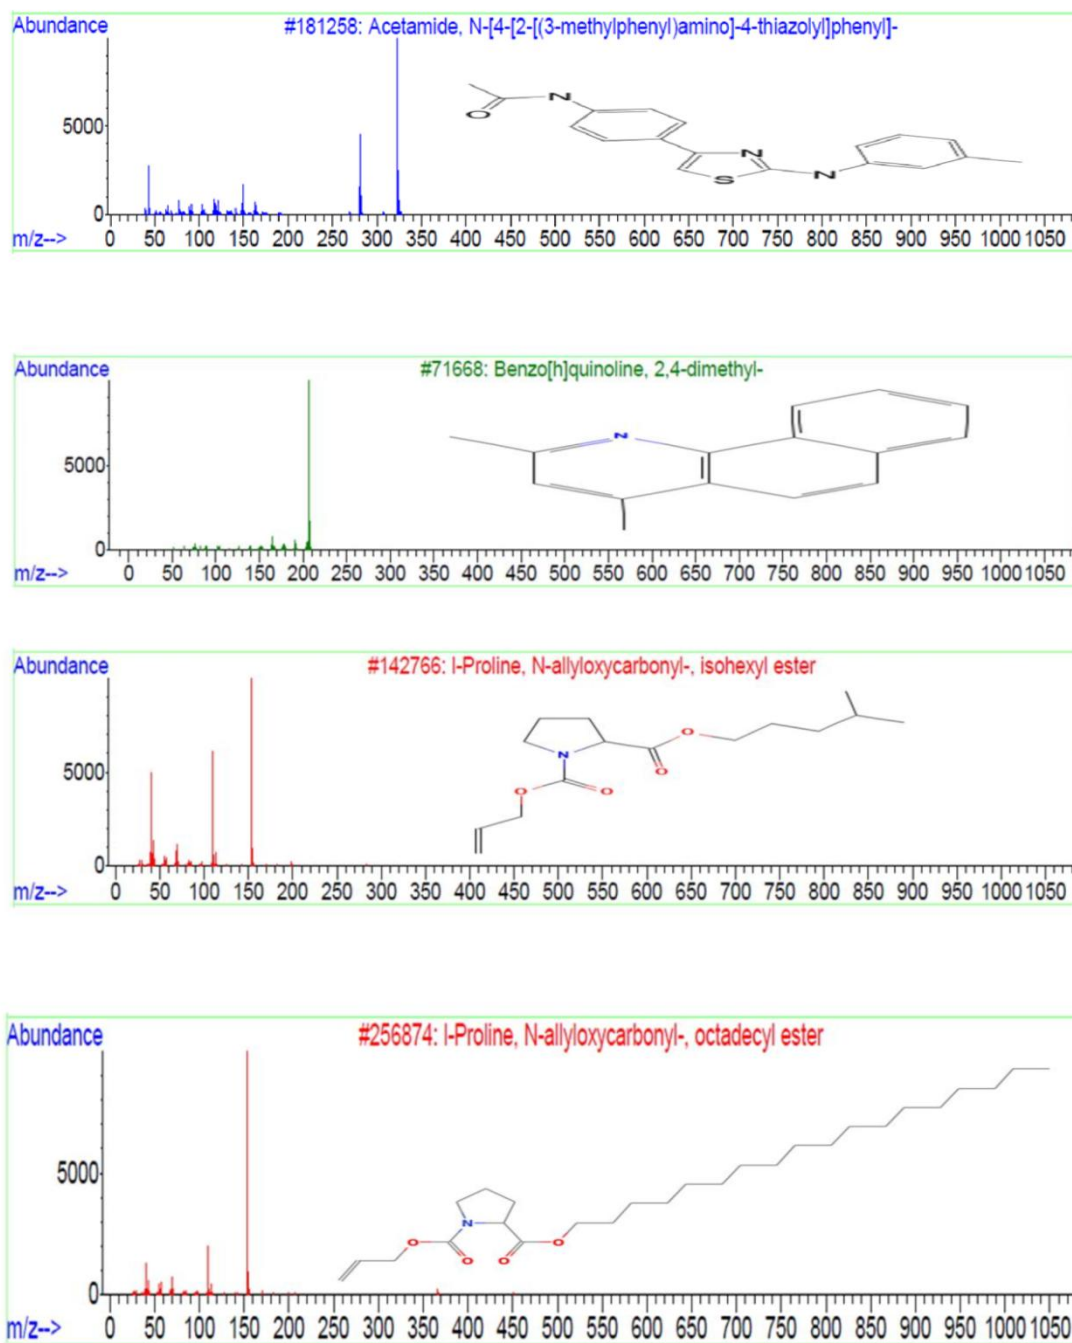 Abundance
#181258: Acetamide, N-[4-[2-[(3-methylphenyl)amino]-4-thiazolyl]phenyl]-
N
O
N
S
N
5000
0
m/z-->
0 50 100 150 200 250 300 350 400 450 500 550 600 650 700 750 800 850 900 950 1000 1050
Abundance
#71668: Benzo[h]quinoline, 2,4-dimethyl-
N
5000
0
m/z-->
0 50 100 150 200 250 300 350 400 450 500 550 600 650 700 750 800 850 900 950 1000 1050
Abundance
#142766: l-Proline, N-allyloxycarbonyl-, isohexyl ester
O
N
O
O
O
5000
0
m/z-->
0 50 100 150 200 250 300 350 400 450 500 550 600 650 700 750 800 850 900 950 1000 1050
Abundance
#256874: l-Proline, N-allyloxycarbonyl-, octadecyl ester
5000
N
O
O
O
O
0
m/z-->
0 50 100 150 200 250 300 350 400 450 500 550 600 650 700 750 800 850 900 950 1000 1050